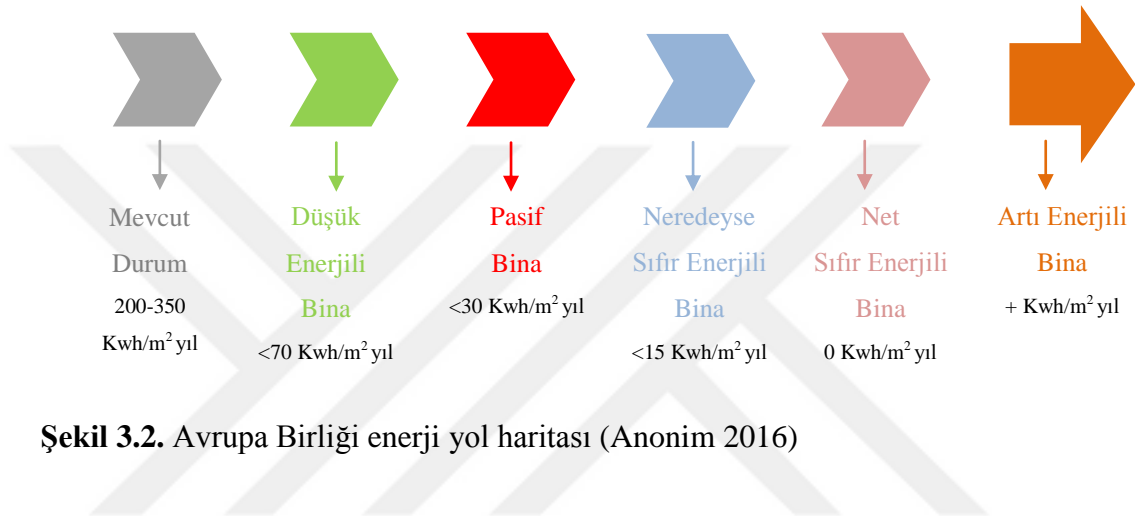 Mevcut
Durum
200-350
Kwh/m² yıl
Düşük
Enerjili
Bina
<70 Kwh/m² yıl
Pasif
Bina
<30 Kwh/m² yıl
Neredeyse
Sıfır Enerjili
Bina
<15 Kwh/m² yıl
Net
Sıfır Enerjili
Bina
0 Kwh/m² yıl
Artı Enerjili
Bina
+ Kwh/m² yıl
Şekil 3.2. Avrupa Birliği enerji yol haritası (Anonim 2016)